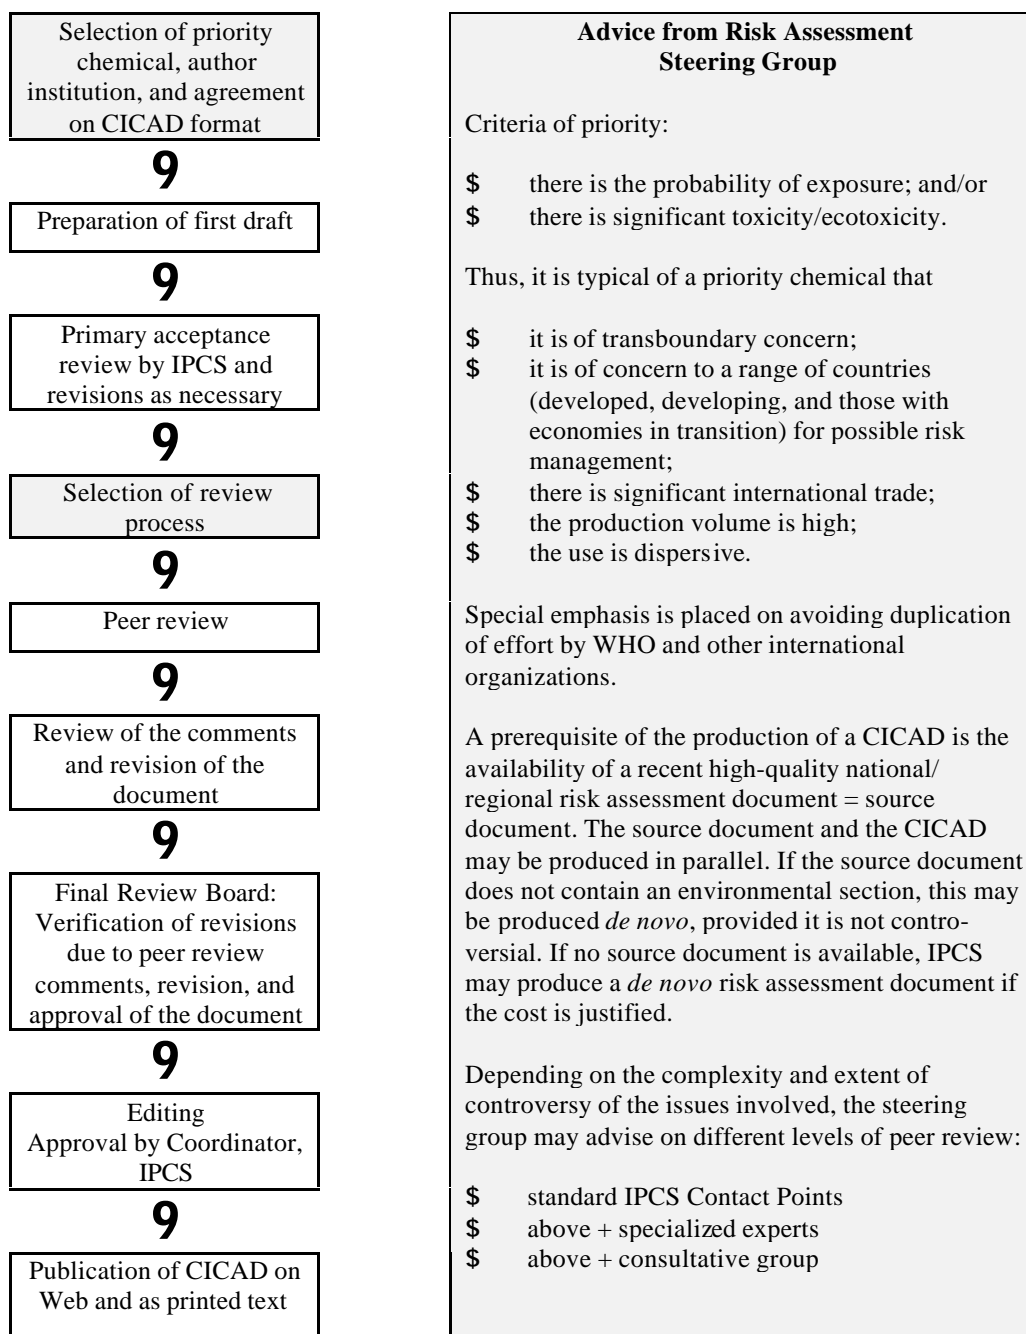 Selection of priority
chemical, author
institution, and agreement
on CICAD format
9
Preparation of first draft
9
Primary acceptance
review by IPCS and
revisions as necessary
9
Selection of review
process
9
Peer review
9
Review of the comments
and revision of the
document
9
Final Review Board:
Verification of revisions
due to peer review
comments, revision, and
approval of the document
9
Editing
Approval by Coordinator,
IPCS
9
Publication of CICAD on
Web and as printed text
Advice from Risk Assessment
Steering Group
Criteria of priority:
$ there is the probability of exposure; and/or
$ there is significant toxicity/ecotoxicity.
Thus, it is typical of a priority chemical that
$ it is of transboundary concern;
$ it is of concern to a range of countries
(developed, developing, and those with
economies in transition) for possible risk
management;
$ there is significant international trade;
$ the production volume is high;
$ the use is dispersive.
Special emphasis is placed on avoiding duplication
of effort by WHO and other international
organizations.
A prerequisite of the production of a CICAD is the
availability of a recent high-quality national/
regional risk assessment document = source
document. The source document and the CICAD
may be produced in parallel. If the source document
does not contain an environmental section, this may
be produced de novo, provided it is not contro-
versial. If no source document is available, IPCS
may produce a de novo risk assessment document if
the cost is justified.
Depending on the complexity and extent of
controversy of the issues involved, the steering
group may advise on different levels of peer review:
$ standard IPCS Contact Points
$ above + specialized experts
$ above + consultative group